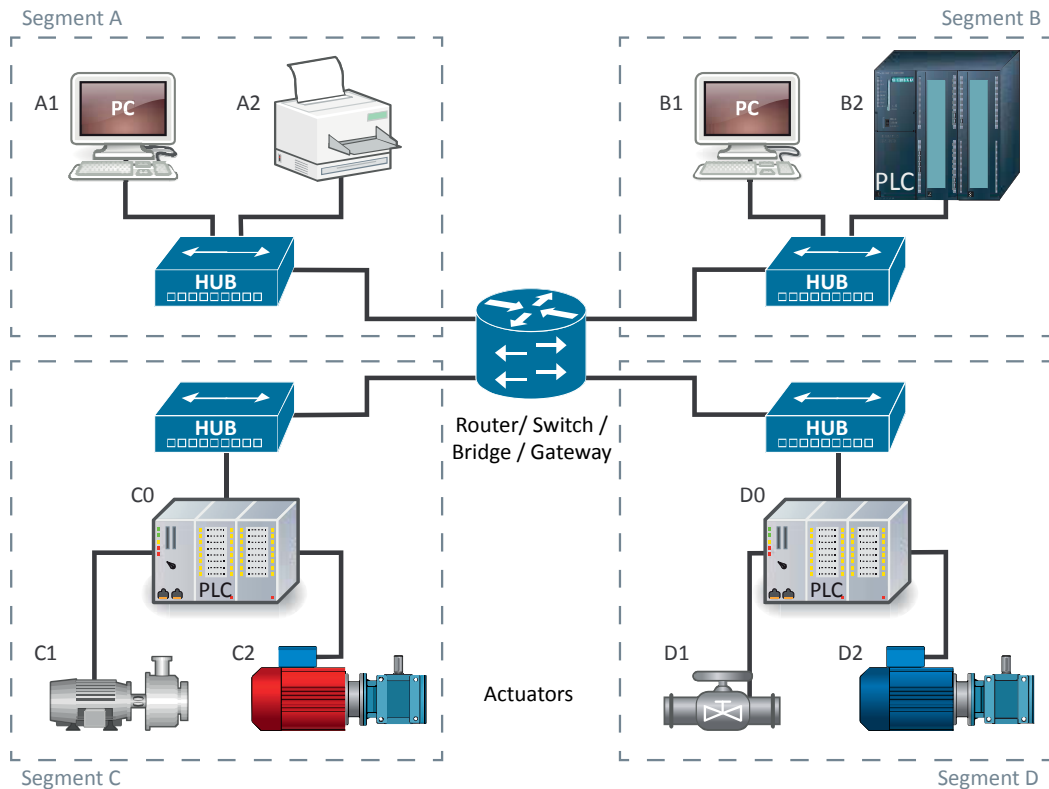 Segment A
Segment B
A1
PC
A2
B1
PC
B2
SIEMENS
PLC
HUB
HUB
Router/ Switch /
Bridge / Gateway
HUB
HUB
C0
PLC
D0
PLC
C1
C2
Actuators
D1
D2
Segment C
Segment D